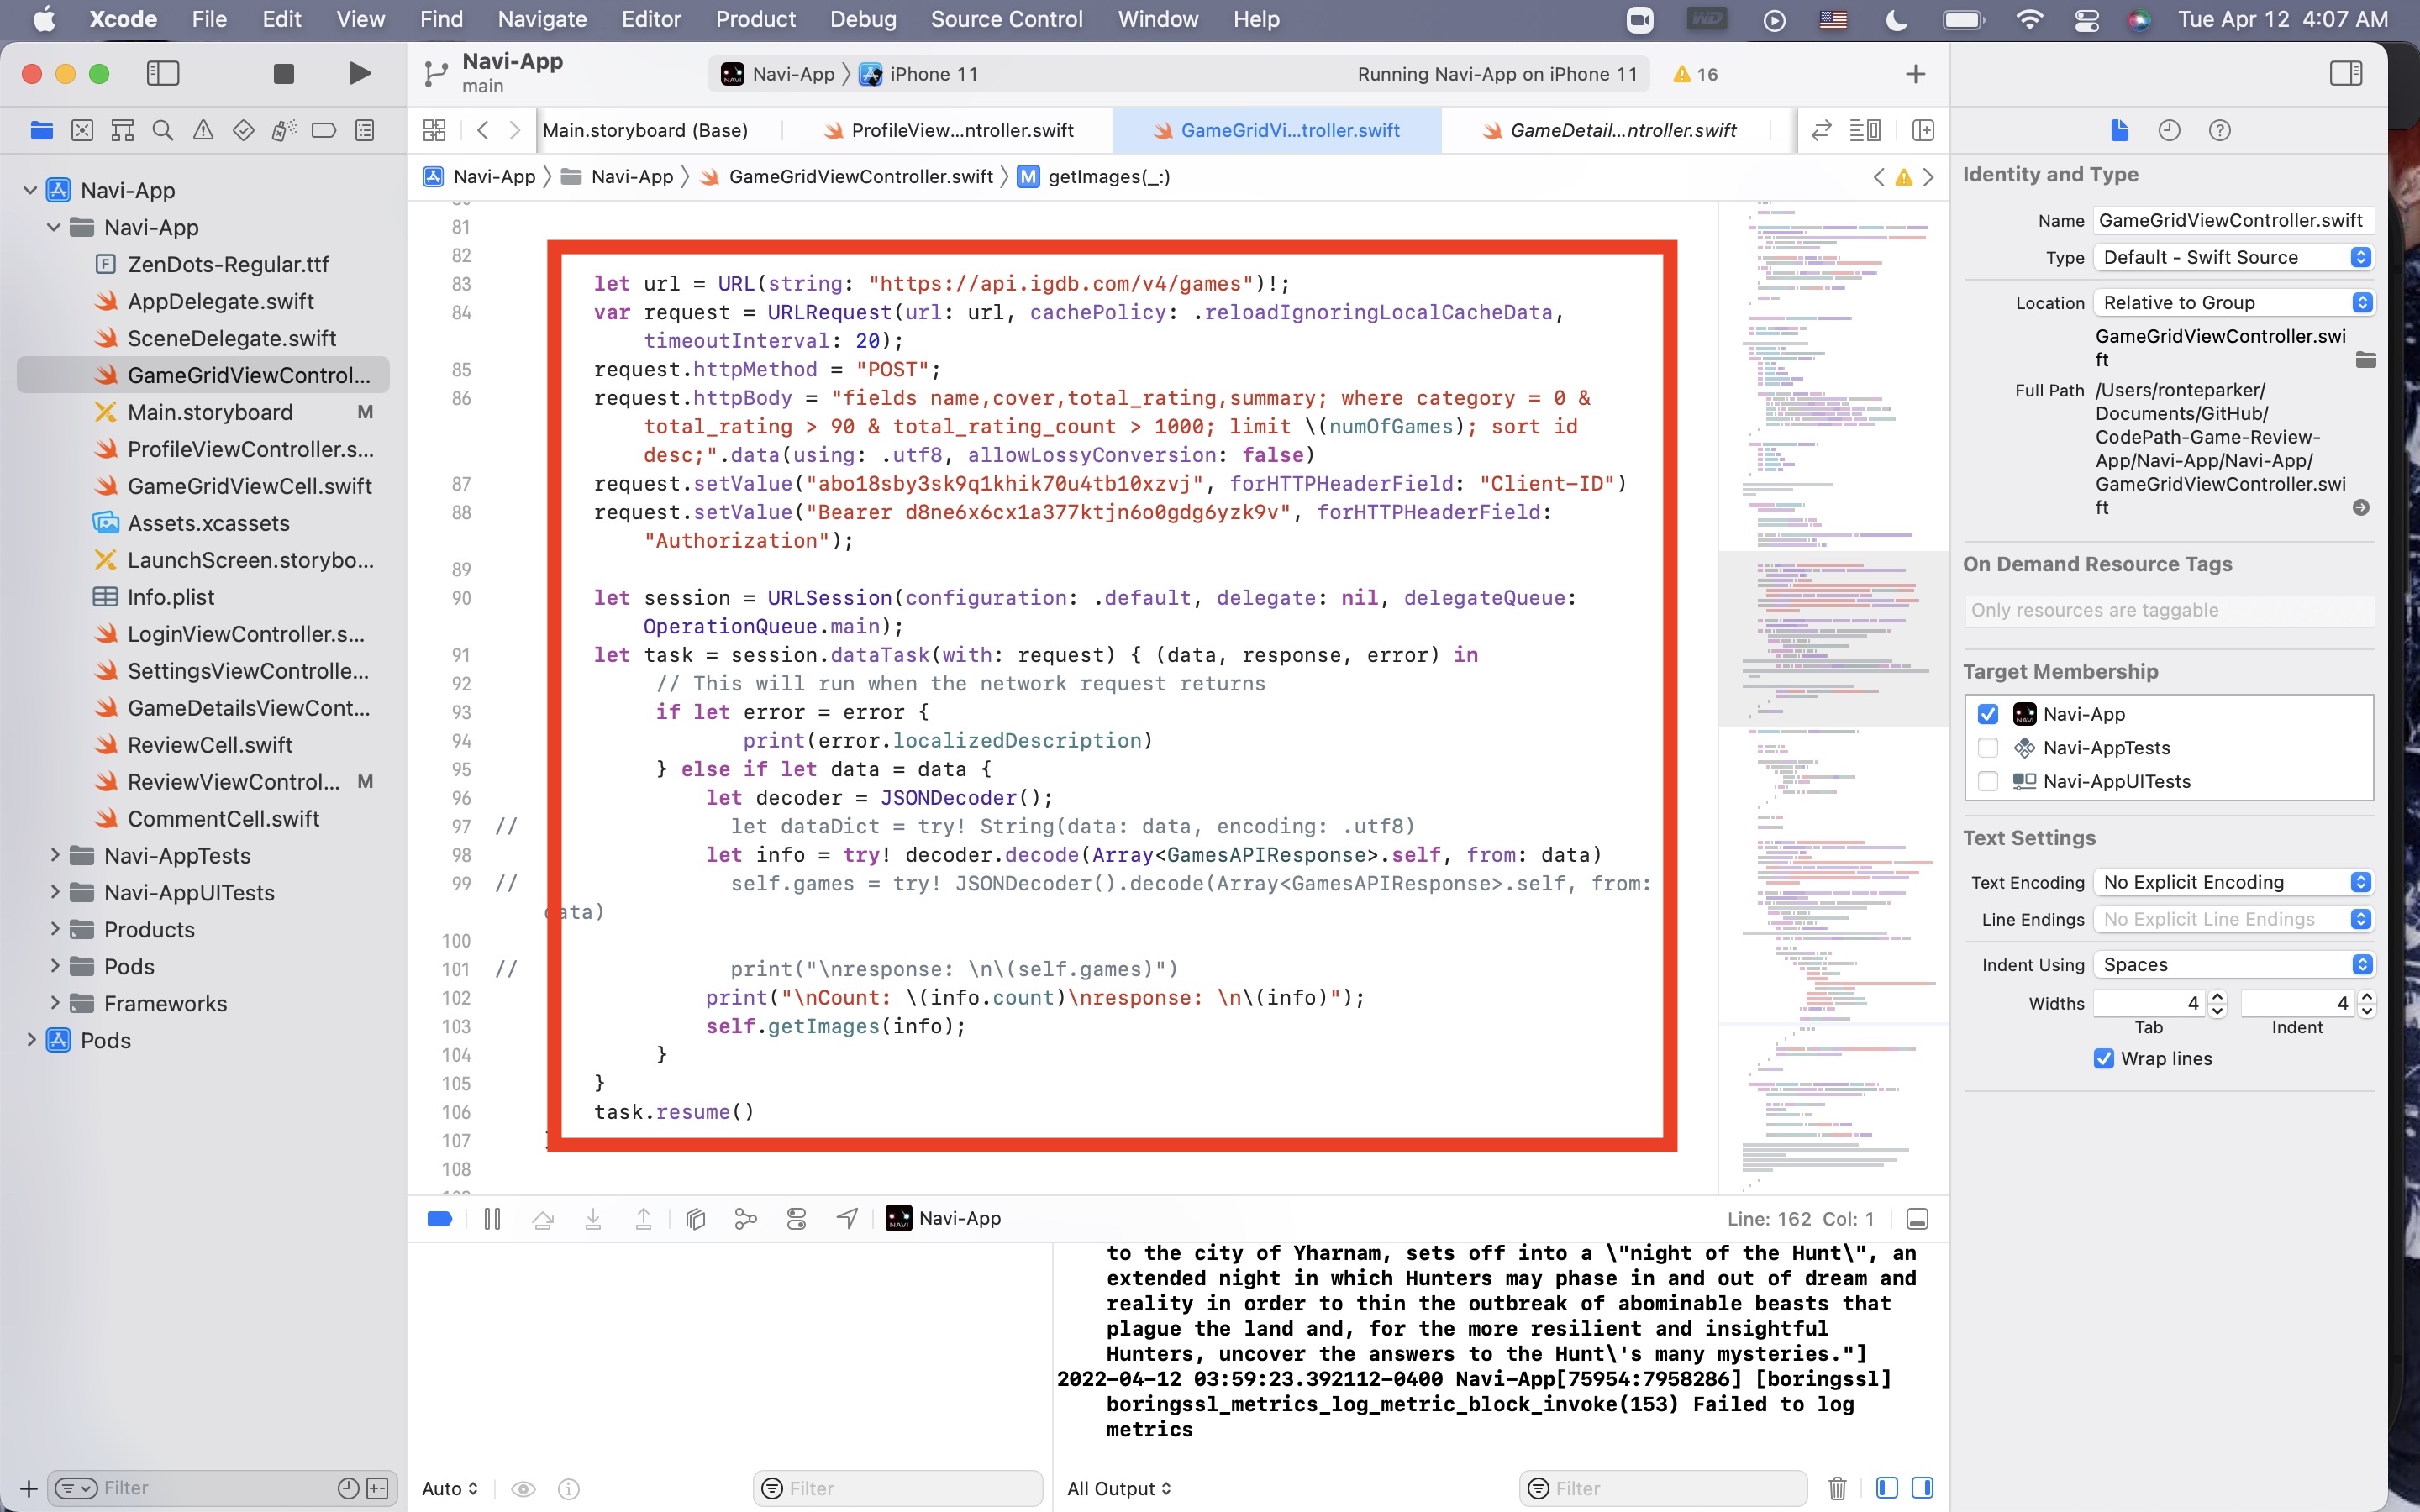 Xcode File Edit View Find Navigate Editor Product Debug Source Control Window Help WD Tue Apr 12 4:07 AM
Navi-App
main
Navi-App iPhone 11 Running Navi-App on iPhone 11 16
Main.storyboard (Base) ProfileView...ntroller.swift GameGridVi...troller.swift GameDetail...ntroller.swift
Navi-App Navi-App GameGridViewController.swift M getImages(_:)
Navi-App
Navi-App
ZenDots-Regular.ttf
AppDelegate.swift
SceneDelegate.swift
GameGridViewControl...
Main.storyboard M
ProfileViewController.s...
GameGridViewCell.swift
Assets.xcassets
LaunchScreen.storybo...
Info.plist
LoginViewController.s...
SettingsViewControlle...
GameDetailsViewCont...
ReviewCell.swift
ReviewViewControl... M
CommentCell.swift
Navi-AppTests
Navi-AppUITests
Products
Pods
Frameworks
Pods
Filter
81
82
83 let url = URL(string: "https://api.igdb.com/v4/games")!;
84 var request = URLRequest(url: url, cachePolicy: .reloadIgnoringLocalCacheData,
timeoutInterval: 20);
85 request.httpMethod = "POST";
86 request.httpBody = "fields name,cover,total_rating,summary; where category = 0 &
total_rating > 90 & total_rating_count > 1000; limit \(numOfGames); sort id
desc;".data(using: .utf8, allowLossyConversion: false)
87 request.setValue("abo18sby3sk9q1khik70u4tb10xzvj", forHTTPHeaderField: "Client-ID")
88 request.setValue("Bearer d8ne6x6cx1a377ktjn6o0gdg6yzk9v", forHTTPHeaderField:
"Authorization");
89
90 let session = URLSession(configuration: .default, delegate: nil, delegateQueue:
OperationQueue.main);
91 let task = session.dataTask(with: request) { (data, response, error) in
92 // This will run when the network request returns
93 if let error = error {
94 print(error.localizedDescription)
95 } else if let data = data {
96 let decoder = JSONDecoder();
97 // let dataDict = try! String(data: data, encoding: .utf8)
98 let info = try! decoder.decode(Array<GamesAPIResponse>.self, from: data)
99 // self.games = try! JSONDecoder().decode(Array<GamesAPIResponse>.self, from:
data)
100
101 // print("\nresponse: \n\(self.games)")
102 print("\nCount: \(info.count)\nresponse: \n\(info)");
103 self.getImages(info);
104 }
105 }
106 task.resume()
107
108
Navi-App Line: 162 Col: 1
to the city of Yharnam, sets off into a \"night of the Hunt\", an
extended night in which Hunters may phase in and out of dream and
reality in order to thin the outbreak of abominable beasts that
plague the land and, for the more resilient and insightful
Hunters, uncover the answers to the Hunt\'s many mysteries."]
2022-04-12 03:59:23.392112-0400 Navi-App[75954:7958286] [boringssl]
boringssl_metrics_log_metric_block_invoke(153) Failed to log
metrics
Auto Filter All Output Filter
Identity and Type
Name GameGridViewController.swift
Type Default - Swift Source
Location Relative to Group
GameGridViewController.swi
ft
Full Path /Users/ronteparker/
Documents/GitHub/
CodePath-Game-Review-
App/Navi-App/Navi-App/
GameGridViewController.swi
ft
On Demand Resource Tags
Only resources are taggable
Target Membership
Navi-App
Navi-AppTests
Navi-AppUITests
Text Settings
Text Encoding No Explicit Encoding
Line Endings No Explicit Line Endings
Indent Using Spaces
Widths 4 4
Tab Indent
Wrap lines